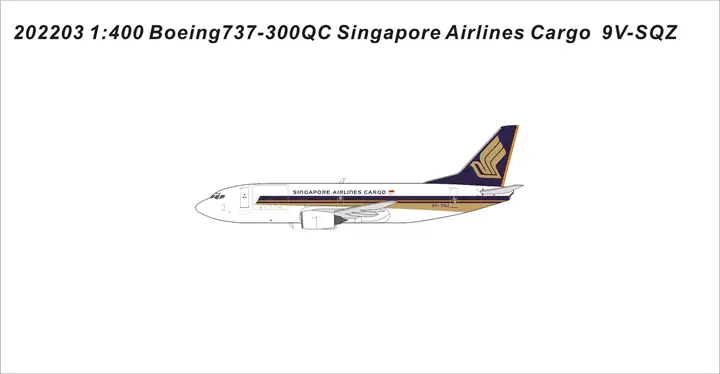 202203 1:400 Boeing737-300QC Singapore Airlines Cargo 9V-SQZ
SINGAPORE AIRLINES CARGO
9V-SQZ